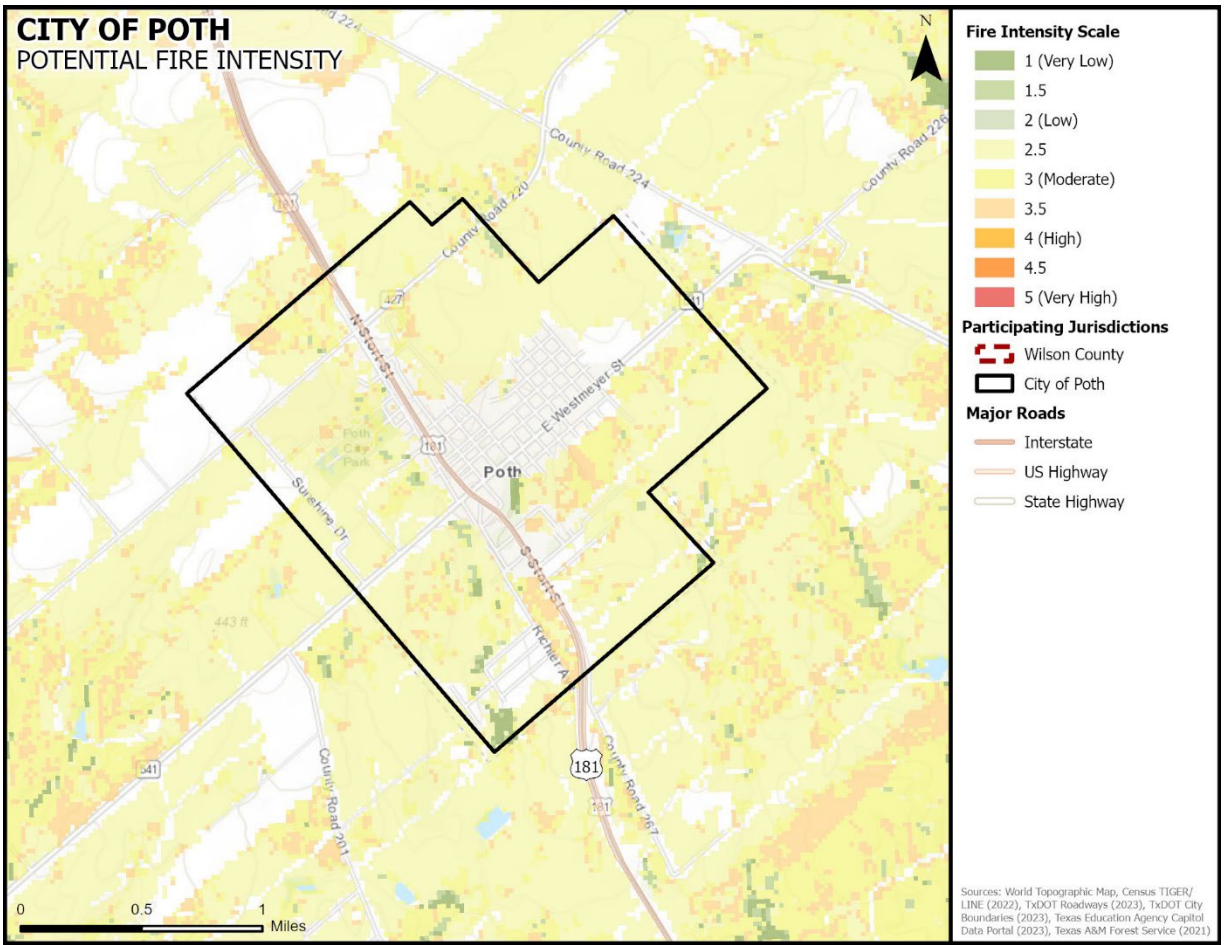 CITY OF POTH
POTENTIAL FIRE INTENSITY
N
County Road 224
County Road 226
181
County Road 220
427
541
N Storts St
E Westmeyer St
Poth
City
Park
181
Poth
Sunshine Dr
S Storts St
443 ft
Richter A
541
County Road 201
181
181
County Road 267
0
0.5
1
Miles
Fire Intensity Scale
1 (Very Low)
1.5
2 (Low)
2.5
3 (Moderate)
3.5
4 (High)
4.5
5 (Very High)
Participating Jurisdictions
Wilson County
City of Poth
Major Roads
Interstate
US Highway
State Highway
Sources: World Topographic Map, Census TIGER/
LINE (2022), TxDOT Roadways (2023), TxDOT City
Boundaries (2023), Texas Education Agency Capitol
Data Portal (2023), Texas A&M Forest Service (2021)